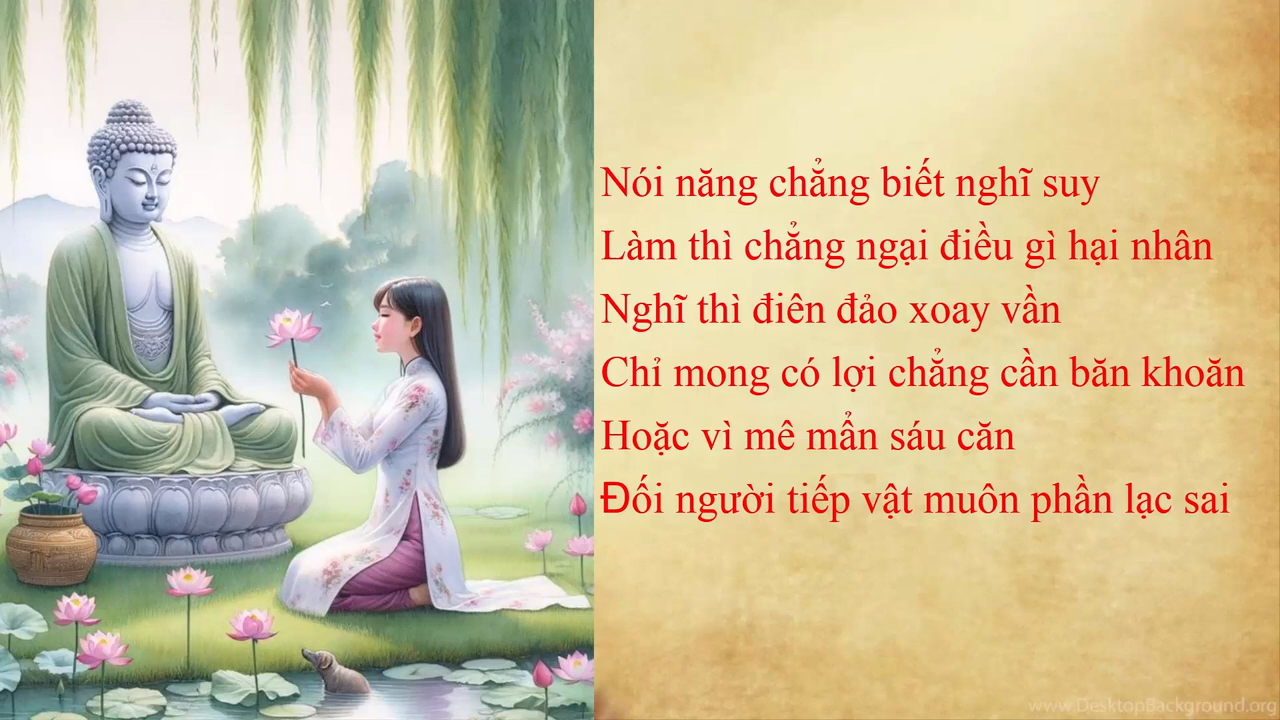 Nói năng chẳng biết nghĩ suy
Làm thì chẳng ngại điều gì hại nhân
Nghĩ thì điên đảo xoay vần
Chỉ mong có lợi chẳng cần băn khoăn
Hoặc vì mê mẩn sáu căn
Đối người tiếp vật muôn phần lạc sai
www.DesktopBackground.org